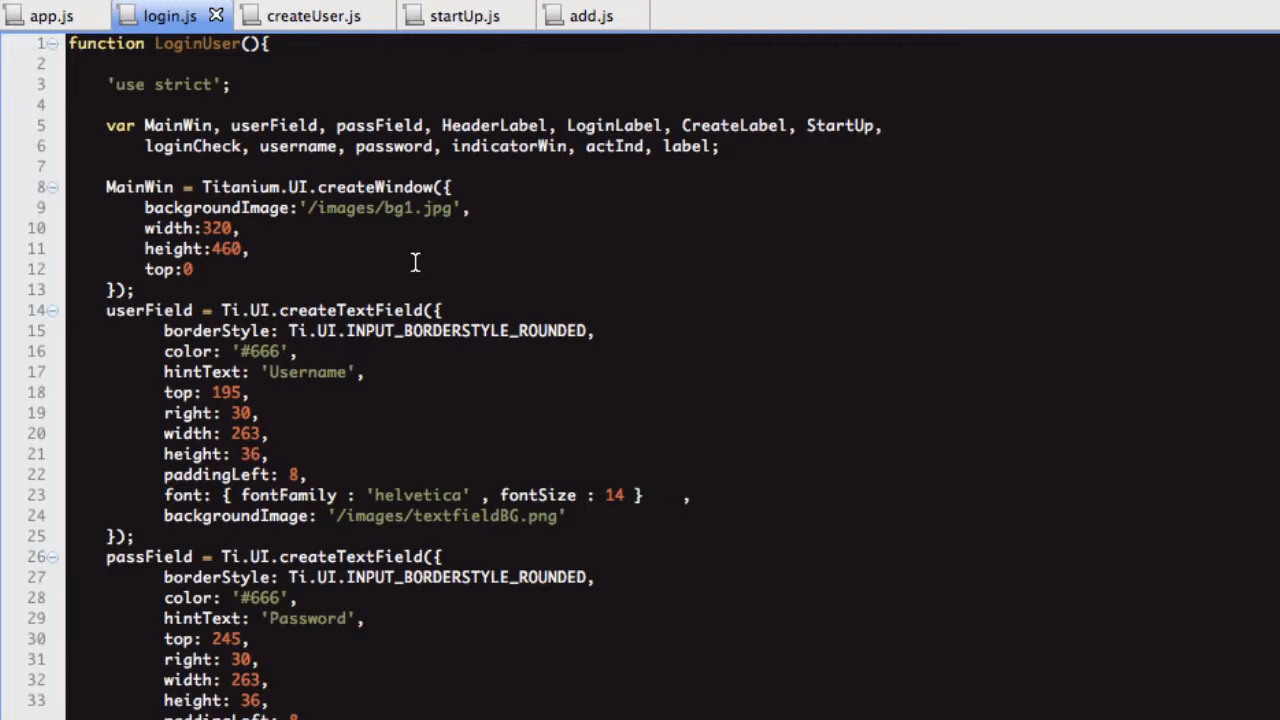 app.js login.js createUser.js startUp.js add.js
1 function LoginUser(){
2
3 'use strict';
4
5 var MainWin, userField, passField, HeaderLabel, LoginLabel, CreateLabel, StartUp,
6 loginCheck, username, password, indicatorWin, actInd, label;
7
8 MainWin = Titanium.UI.createWindow({
9 backgroundImage:'/images/bg1.jpg',
10 width:320,
11 height:460,
12 top:0
13 });
14 userField = Ti.UI.createTextField({
15 borderStyle: Ti.UI.INPUT_BORDERSTYLE_ROUNDED,
16 color: '#666',
17 hintText: 'Username',
18 top: 195,
19 right: 30,
20 width: 263,
21 height: 36,
22 paddingLeft: 8,
23 font: { fontFamily : 'helvetica' , fontSize : 14 } ,
24 backgroundImage: '/images/textfieldBG.png'
25 });
26 passField = Ti.UI.createTextField({
27 borderStyle: Ti.UI.INPUT_BORDERSTYLE_ROUNDED,
28 color: '#666',
29 hintText: 'Password',
30 top: 245,
31 right: 30,
32 width: 263,
33 height: 36,
paddingLeft: 8